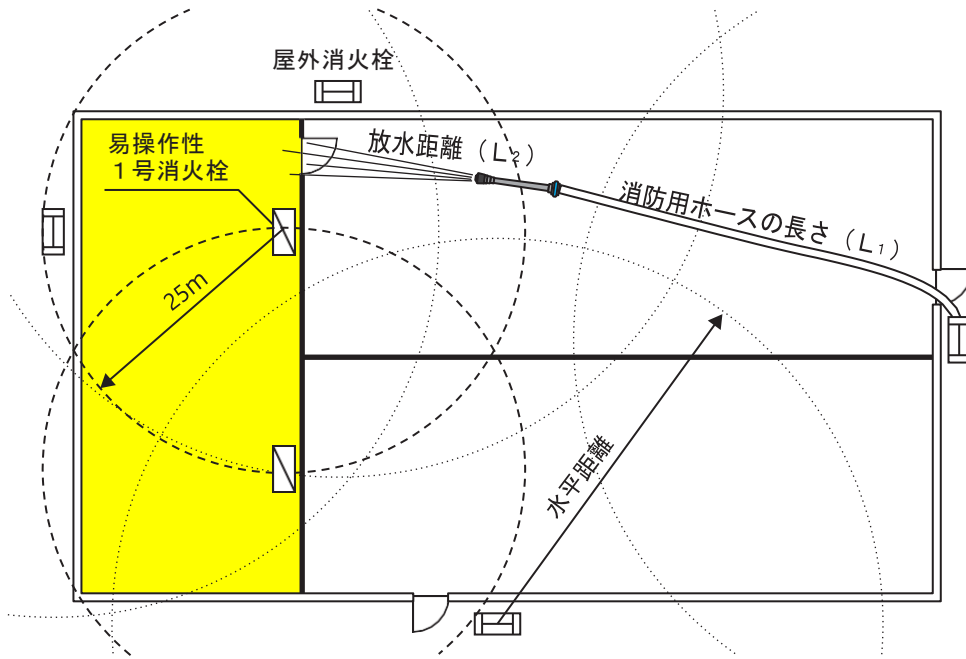 屋外消火栓
易操作性
１号消火栓
放水距離（L₂）
消防用ホースの長さ（L₁）
25m
水平距離